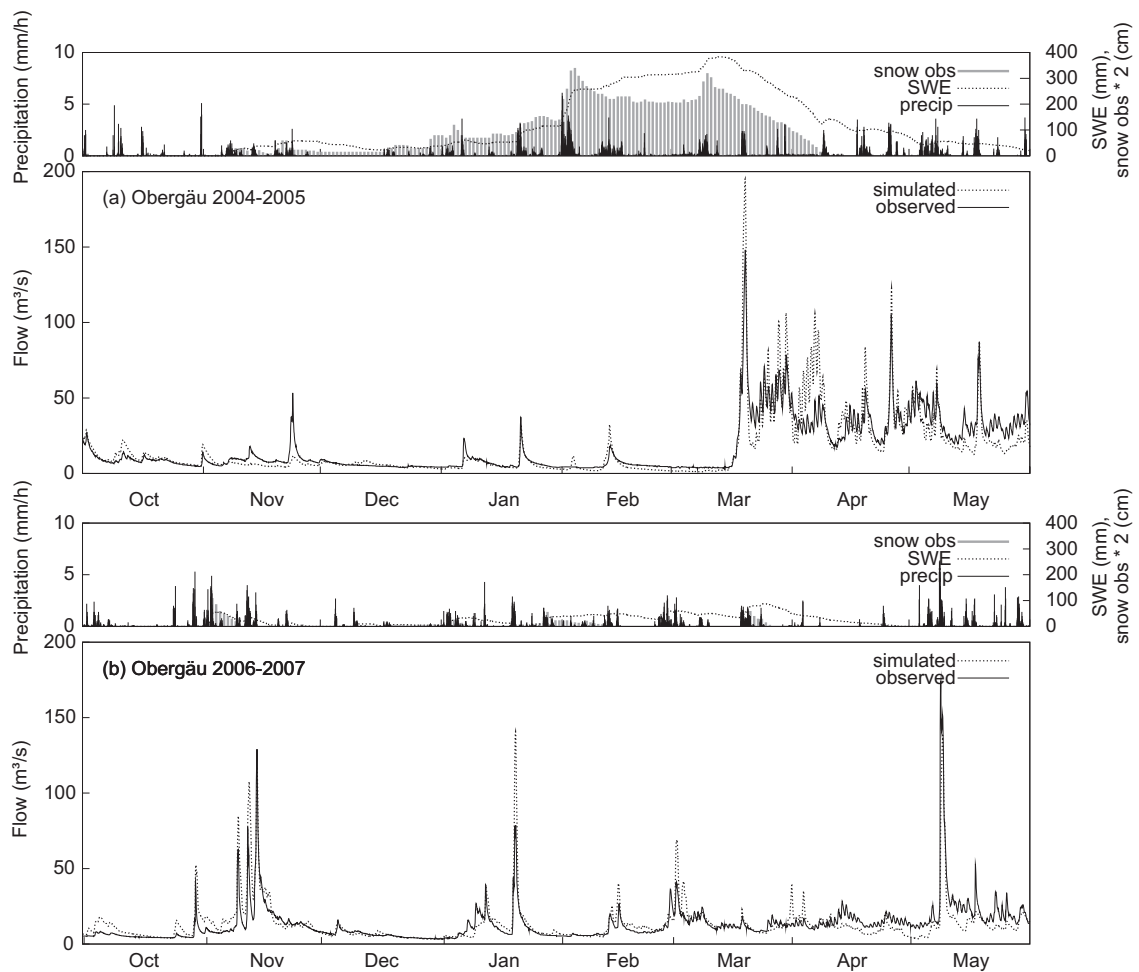 Precipitation (mm/h)
10
5
0
snow obs
SWE
precip
400
300
200
100
0
SWE (mm),
snow obs * 2 (cm)
Flow (m³/s)
200
150
100
50
0
(a) Obergäu 2004-2005
simulated
observed
Oct Nov Dec Jan Feb Mar Apr May
Precipitation (mm/h)
10
5
0
snow obs
SWE
precip
400
300
200
100
0
SWE (mm),
snow obs * 2 (cm)
Flow (m³/s)
200
150
100
50
0
(b) Obergäu 2006-2007
simulated
observed
Oct Nov Dec Jan Feb Mar Apr May